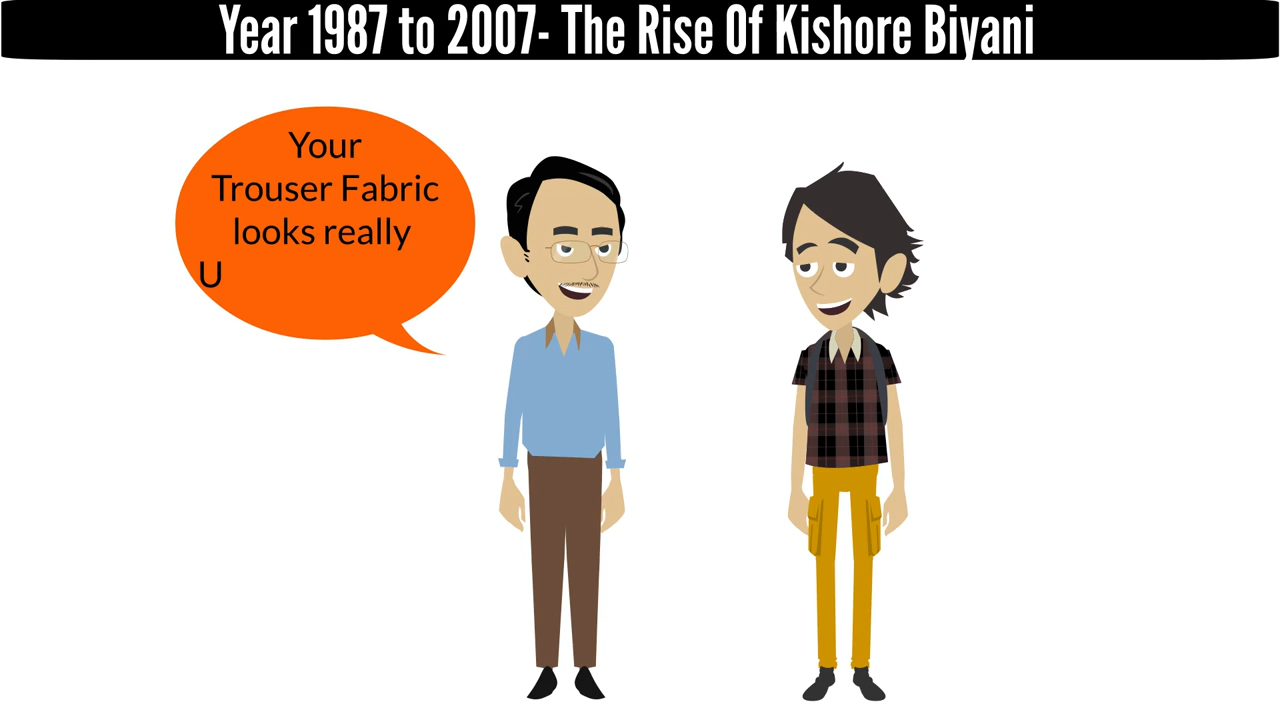 Year 1987 to 2007- The Rise Of Kishore Biyani
Your
Trouser Fabric
looks really
U